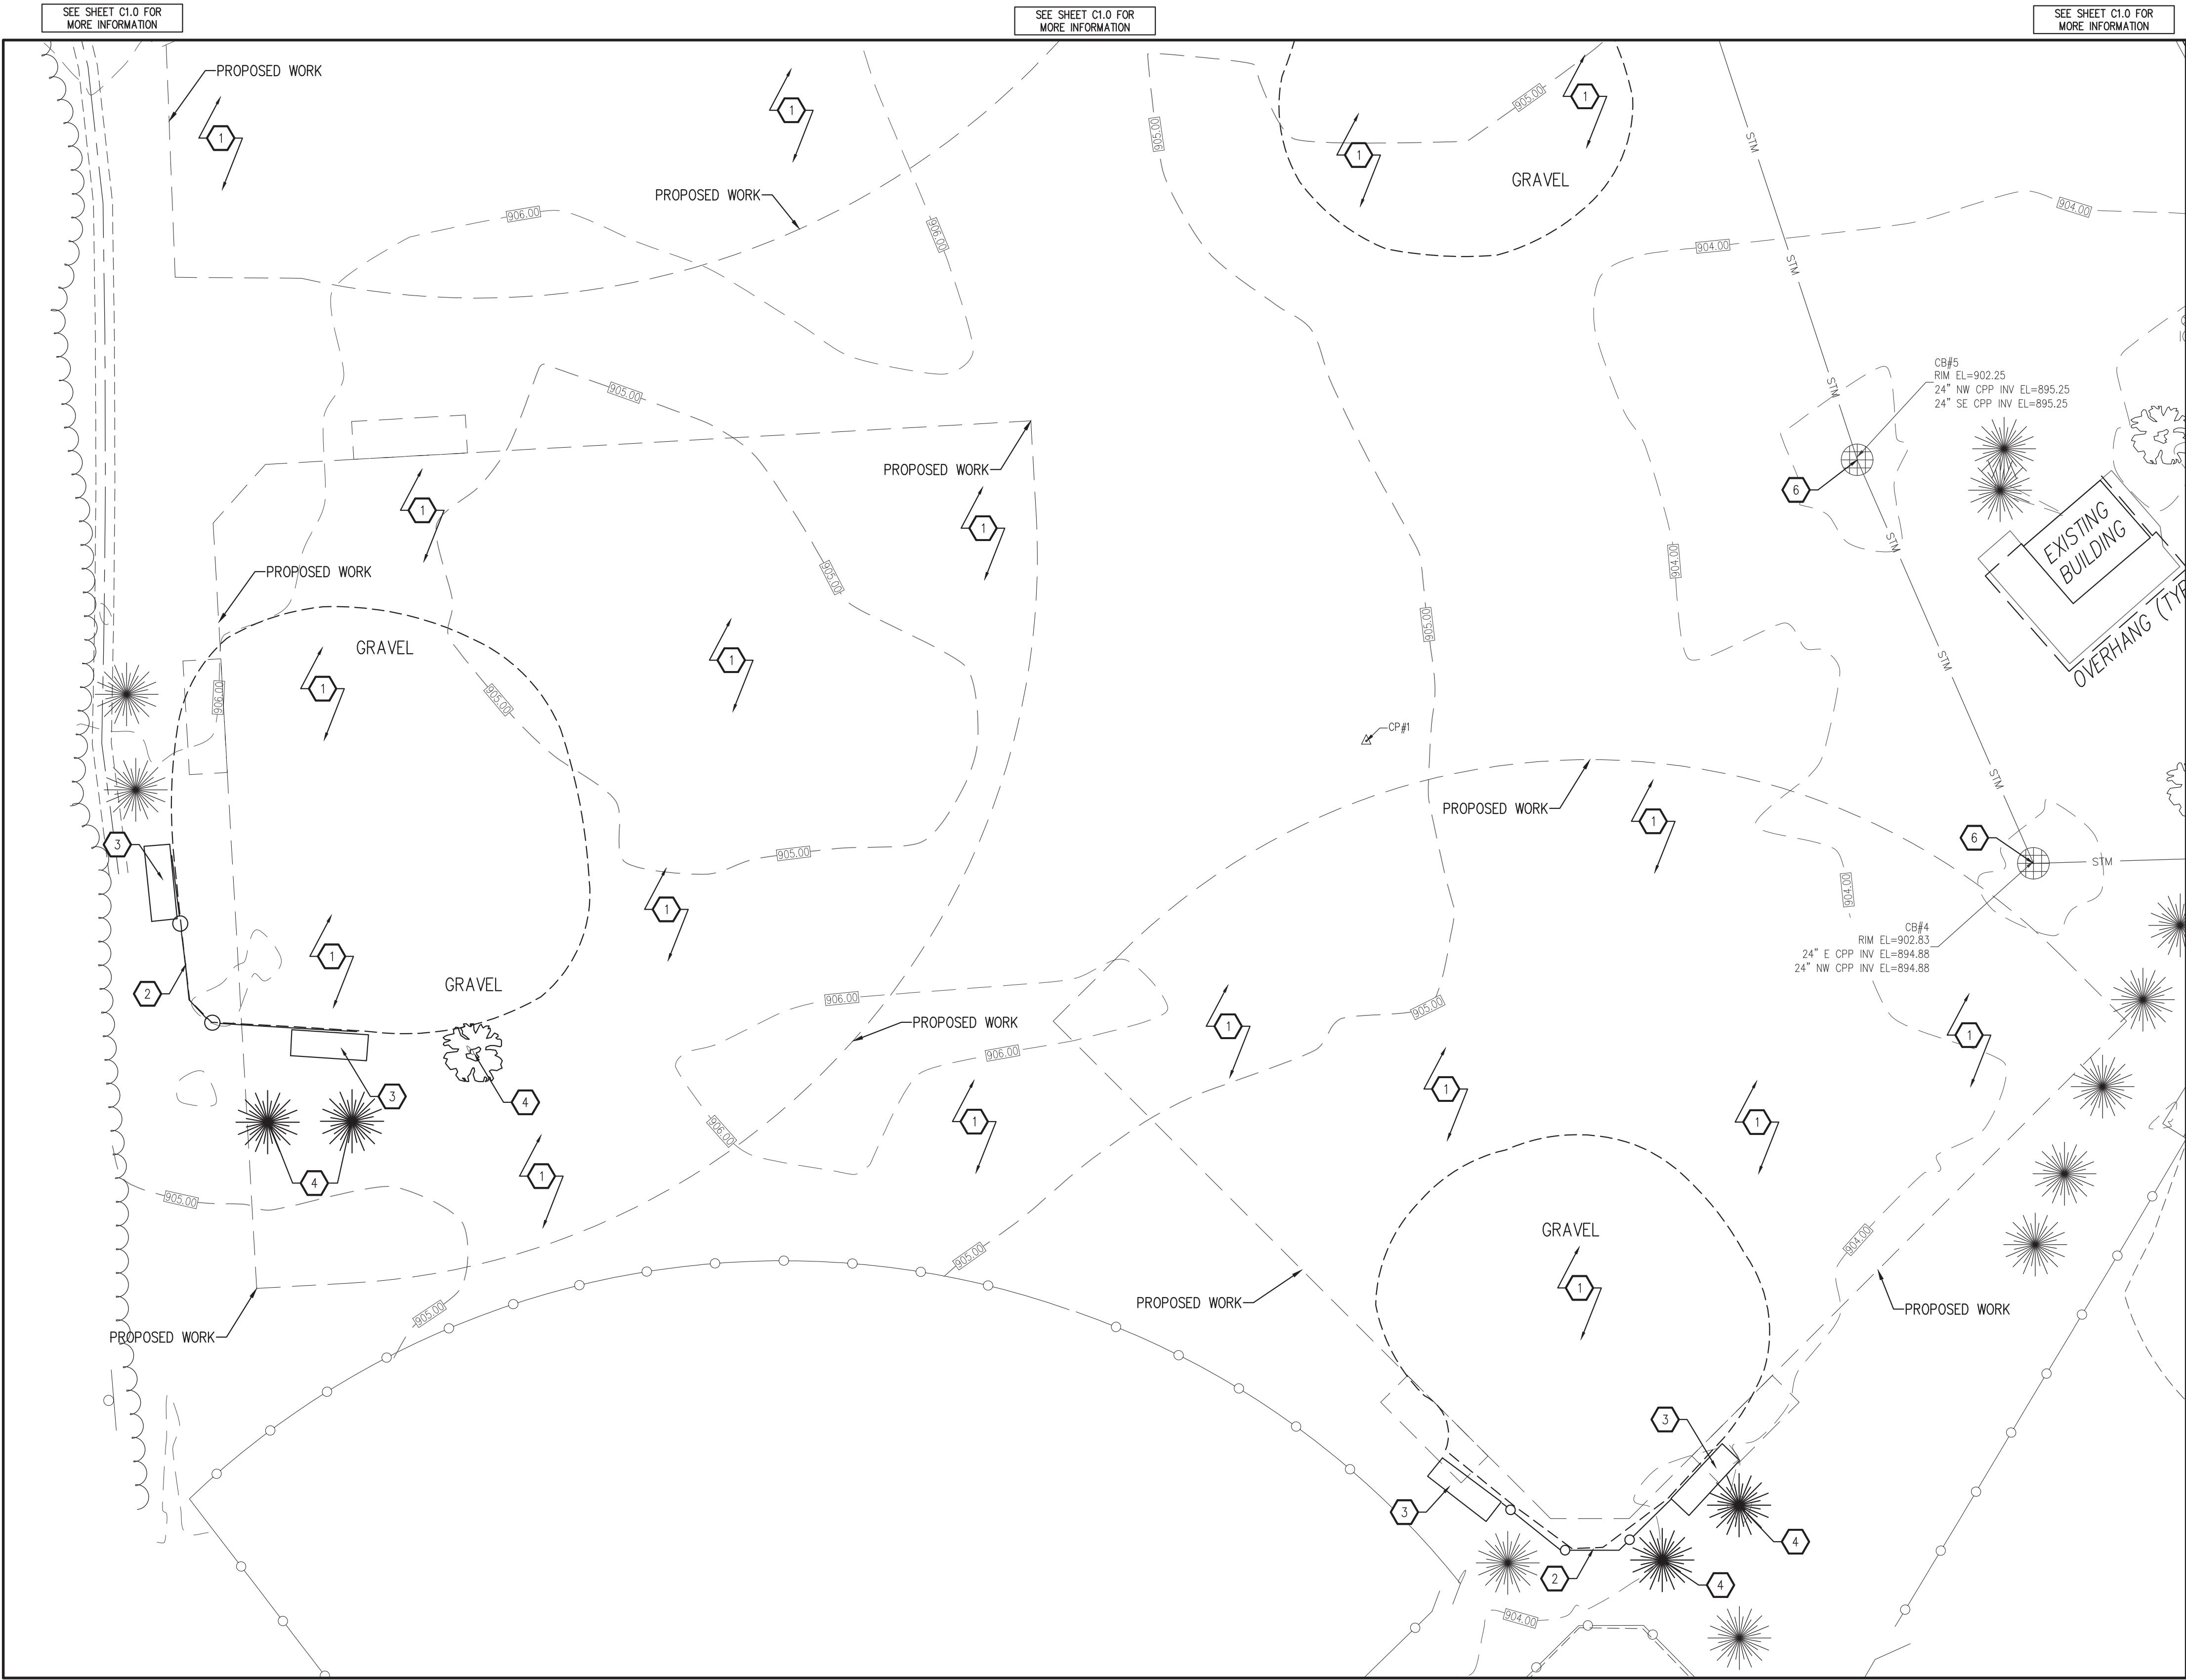 SEE SHEET C1.0 FOR
MORE INFORMATION
SEE SHEET C1.0 FOR
MORE INFORMATION
SEE SHEET C1.0 FOR
MORE INFORMATION
PROPOSED WORK
1
1
1
1
905.00
905.00
STM
GRAVEL
PROPOSED WORK
906.00
906.00
904.00
904.00
STM
CB#5
RIM EL=902.25
24" NW CPP INV EL=895.25
24" SE CPP INV EL=895.25
STM
905.00
PROPOSED WORK
6
1
1
STM
EXISTING
BUILDING
904.00
PROPOSED WORK
905.00
905.00
GRAVEL
1
1
STM
OVERHANG (TYP
906.00
905.00
CP#1
STM
PROPOSED WORK
1
3
6
905.00
STM
904.00
1
CB#4
RIM EL=902.83
24" E CPP INV EL=894.88
24" NW CPP INV EL=894.88
1
GRAVEL
2
906.00
905.00
PROPOSED WORK
1
1
906.00
3
4
1
1
1
906.00
1
4
905.00
GRAVEL
904.00
905.00
1
PROPOSED WORK
PROPOSED WORK
905.00
PROPOSED WORK
3
3
4
2
4
904.00